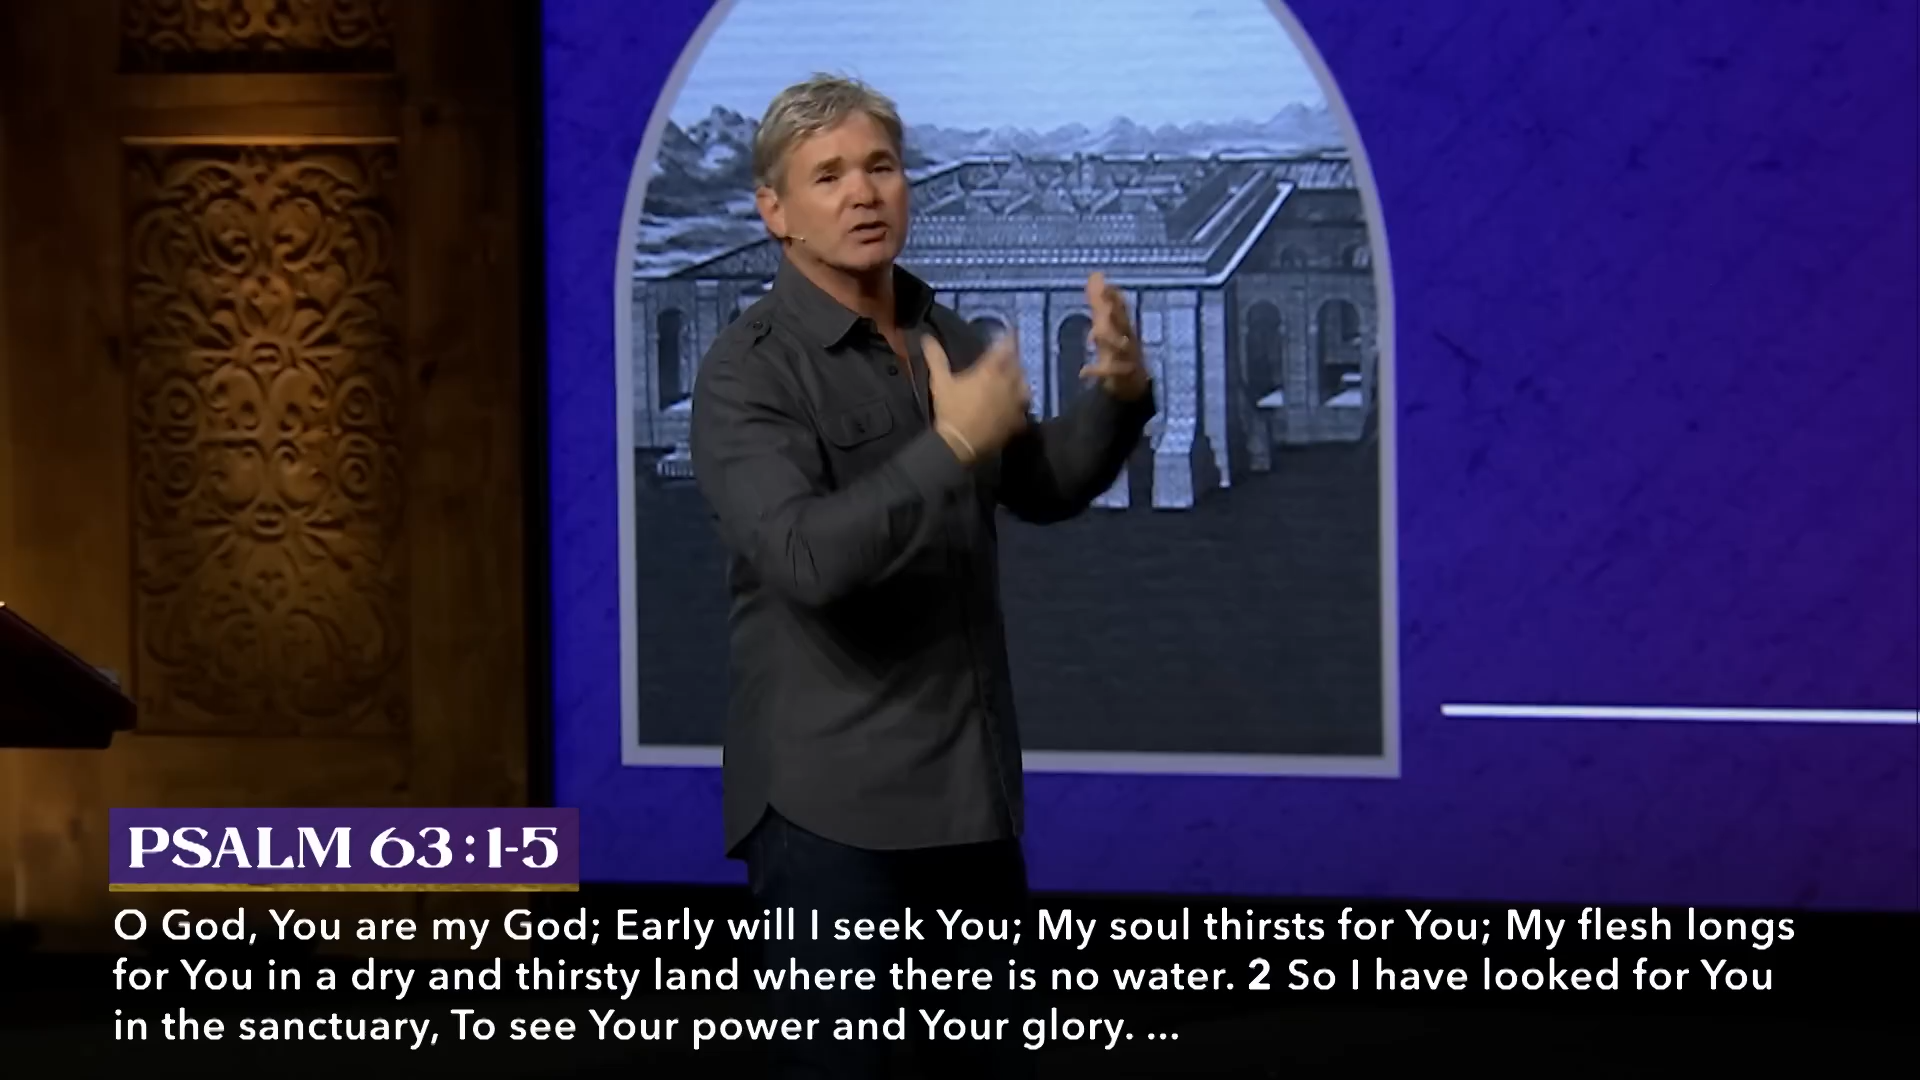 PSALM 63:1-5
O God, You are my God; Early will I seek You; My soul thirsts for You; My flesh longs
for You in a dry and thirsty land where there is no water. 2 So I have looked for You
in the sanctuary, To see Your power and Your glory. ...